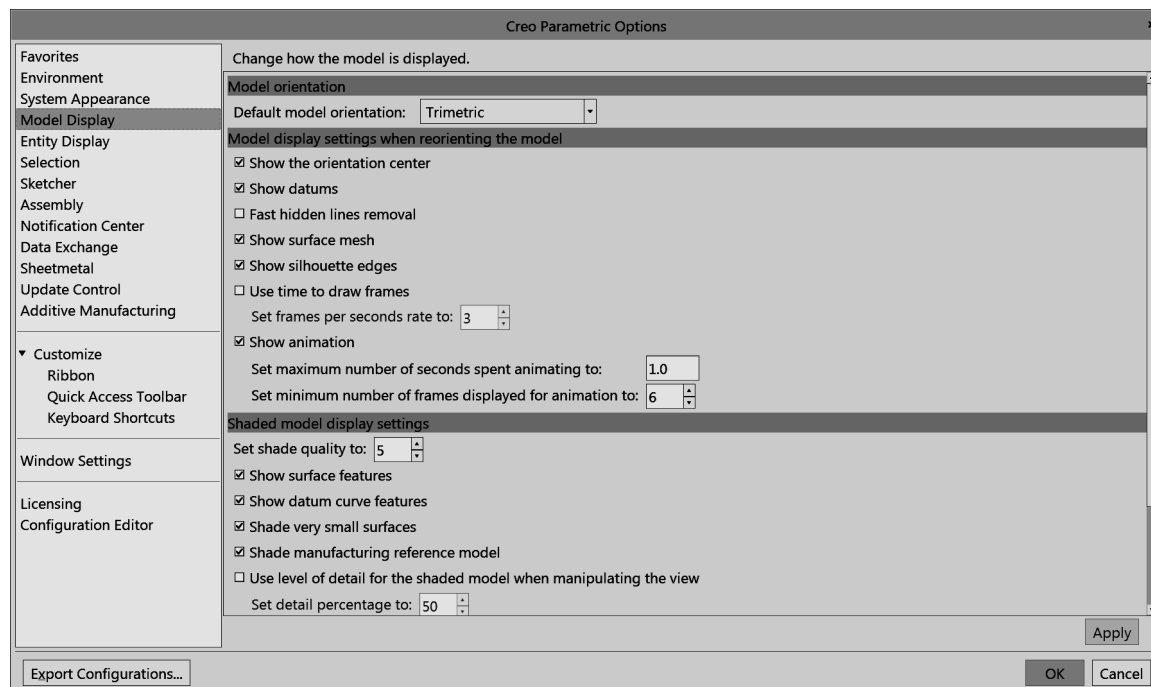 Creo Parametric Options
Favorites
Environment
System Appearance
Model Display
Entity Display
Selection
Sketcher
Assembly
Notification Center
Data Exchange
Sheetmetal
Update Control
Additive Manufacturing
Customize
Ribbon
Quick Access Toolbar
Keyboard Shortcuts
Window Settings
Licensing
Configuration Editor
Change how the model is displayed.
Model orientation
Default model orientation: Trimetric
Model display settings when reorienting the model
Show the orientation center
Show datums
Fast hidden lines removal
Show surface mesh
Show silhouette edges
Use time to draw frames
Set frames per seconds rate to: 3
Show animation
Set maximum number of seconds spent animating to: 1.0
Set minimum number of frames displayed for animation to: 6
Shaded model display settings
Set shade quality to: 5
Show surface features
Show datum curve features
Shade very small surfaces
Shade manufacturing reference model
Use level of detail for the shaded model when manipulating the view
Set detail percentage to: 50
Apply
Export Configurations... OK Cancel